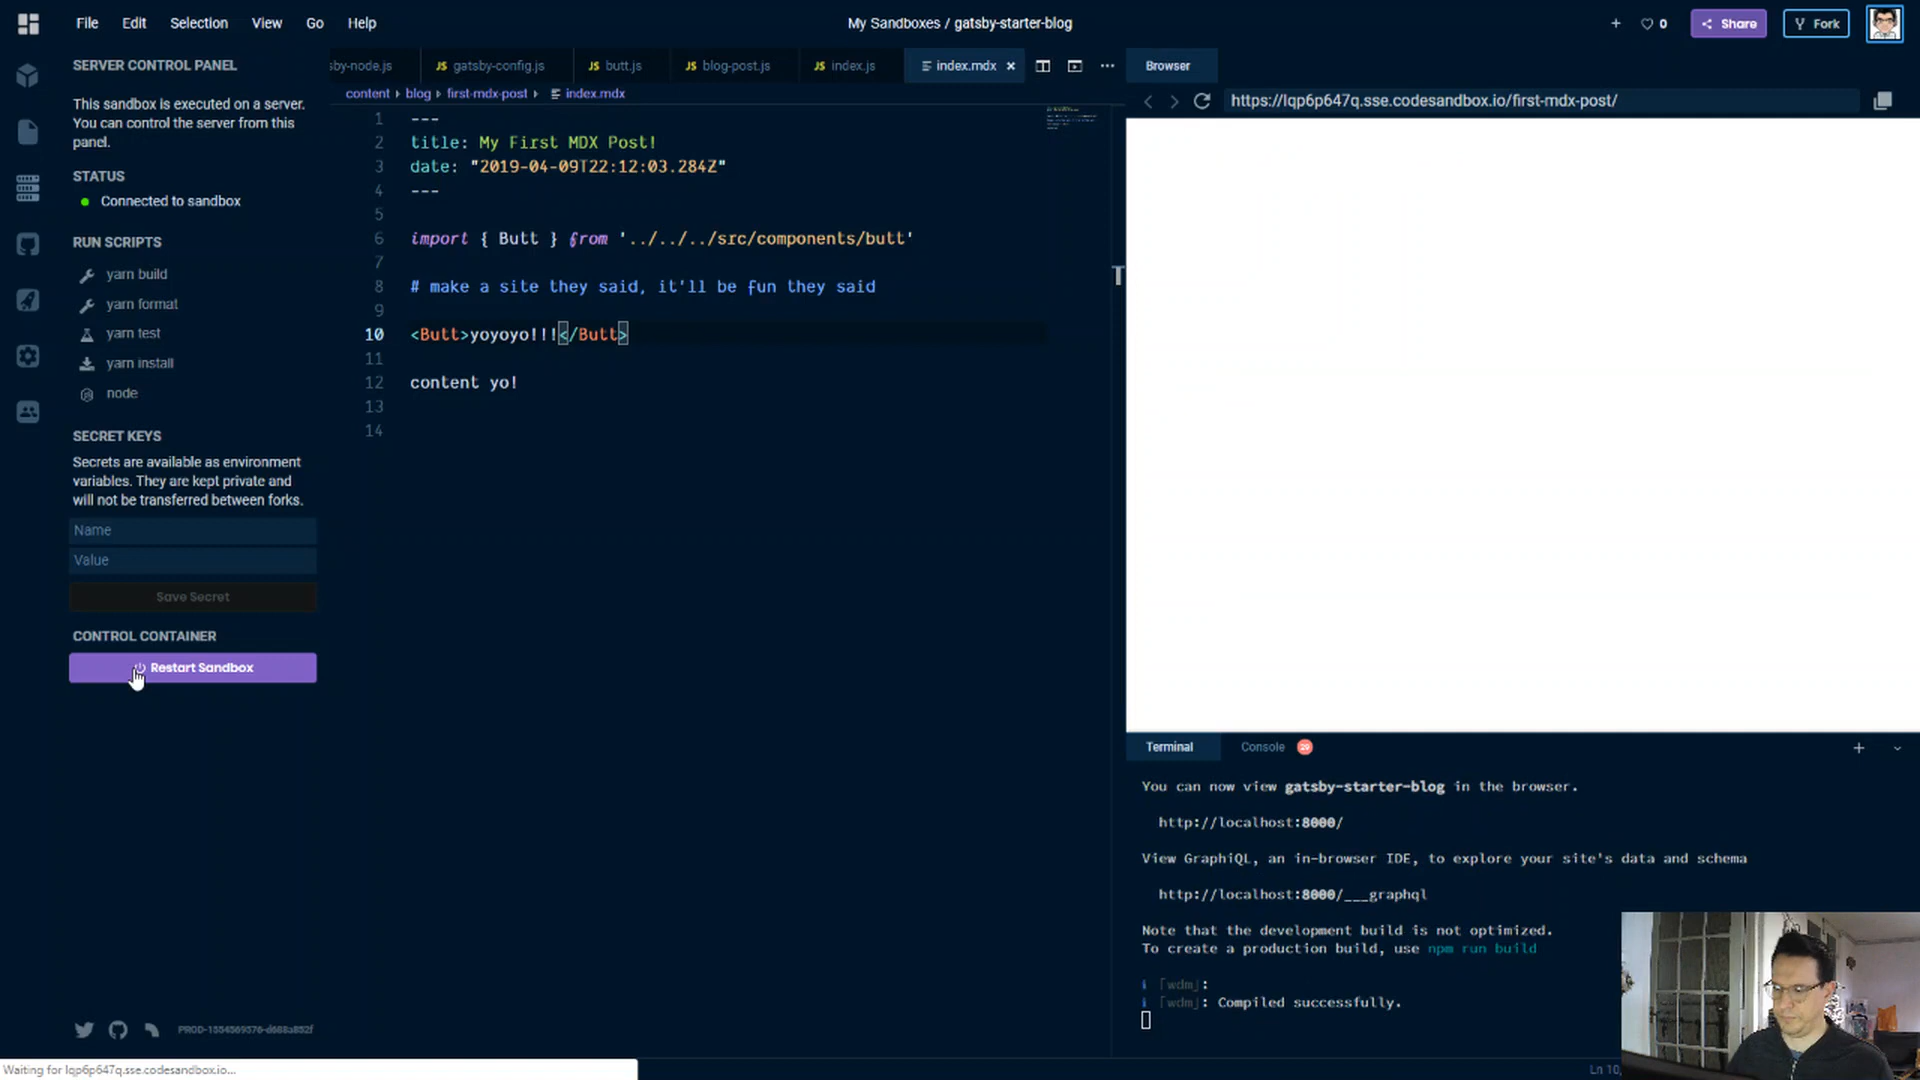 File Edit Selection View Go Help
My Sandboxes / gatsby-starter-blog
0 Share Fork
SERVER CONTROL PANEL
This sandbox is executed on a server.
You can control the server from this
panel.
STATUS
Connected to sandbox
RUN SCRIPTS
yarn build
yarn format
yarn test
yarn install
node
SECRET KEYS
Secrets are available as environment
variables. They are kept private and
will not be transferred between forks.
Name
Value
Save Secret
CONTROL CONTAINER
Restart Sandbox
PROD-1554569576-d688a852f
Waiting for lqp6p647q.sse.codesandbox.io...
sby-node.js JS gatsby-config.js JS butt.js JS blog-post.js JS index.js index.mdx
content › blog › first-mdx-post › index.mdx
1 ---
2 title: My First MDX Post!
3 date: "2019-04-09T22:12:03.284Z"
4 ---
5
6 import { Butt } from '../../../src/components/butt'
7
8 # make a site they said, it'll be fun they said
9
10 <Butt>yoyoyo!!!</Butt>
11
12 content yo!
13
14
Browser
https://lqp6p647q.sse.codesandbox.io/first-mdx-post/
Terminal Console 29
You can now view gatsby-starter-blog in the browser.
http://localhost:8000/
View GraphiQL, an in-browser IDE, to explore your site's data and schema
http://localhost:8000/___graphql
Note that the development build is not optimized.
To create a production build, use npm run build
ℹ ｢wdm｣:
ℹ ｢wdm｣: Compiled successfully.
Ln 10,